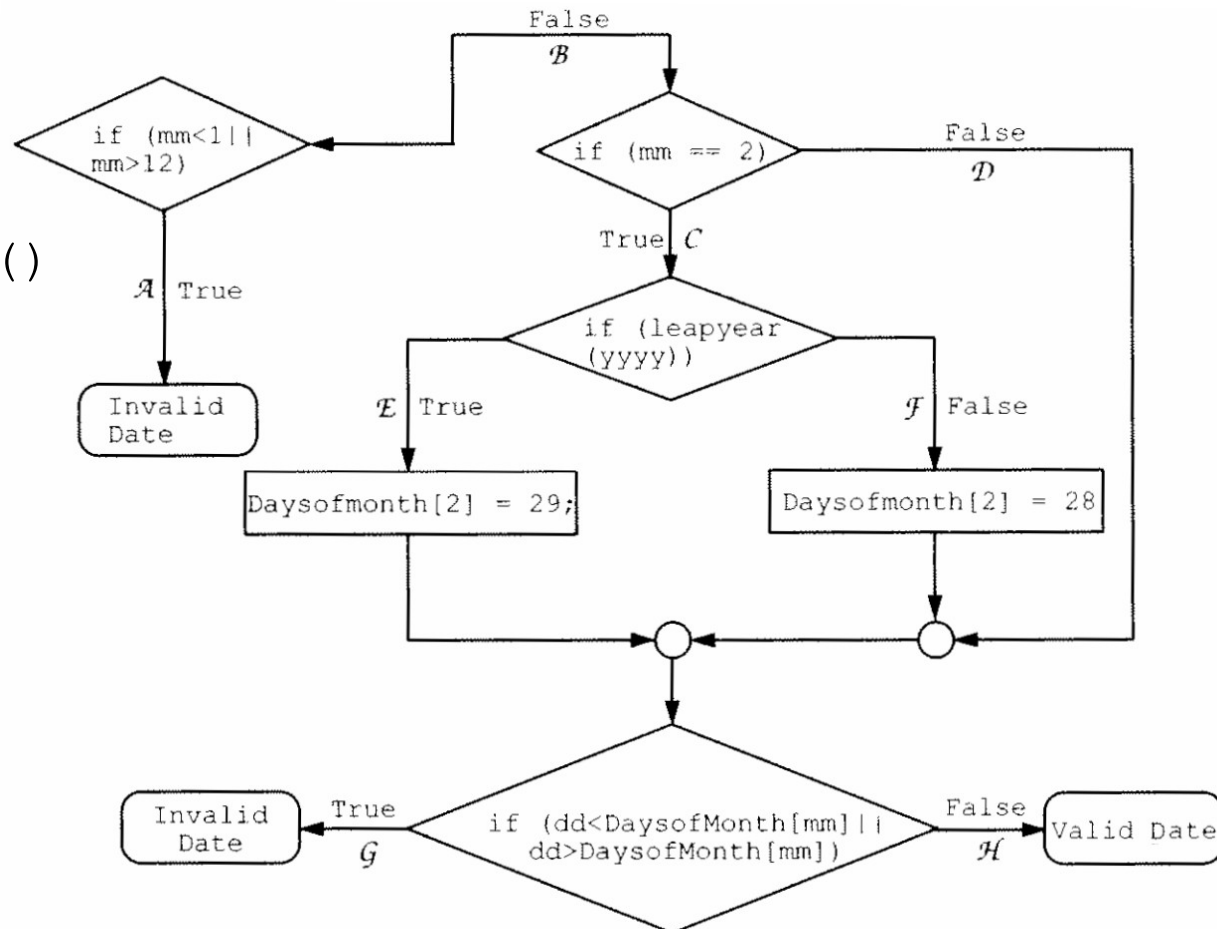 False
B
if (mm<1||
mm>12)
if (mm == 2)
False
D
()
True C
A True
if (leapyear
(yyyy))
Invalid
Date
E True
F False
Daysofmonth[2] = 29;
Daysofmonth[2] = 28
Invalid
Date
True
G
if (dd<DaysofMonth[mm]||
dd>DaysofMonth[mm])
False
H
Valid Date